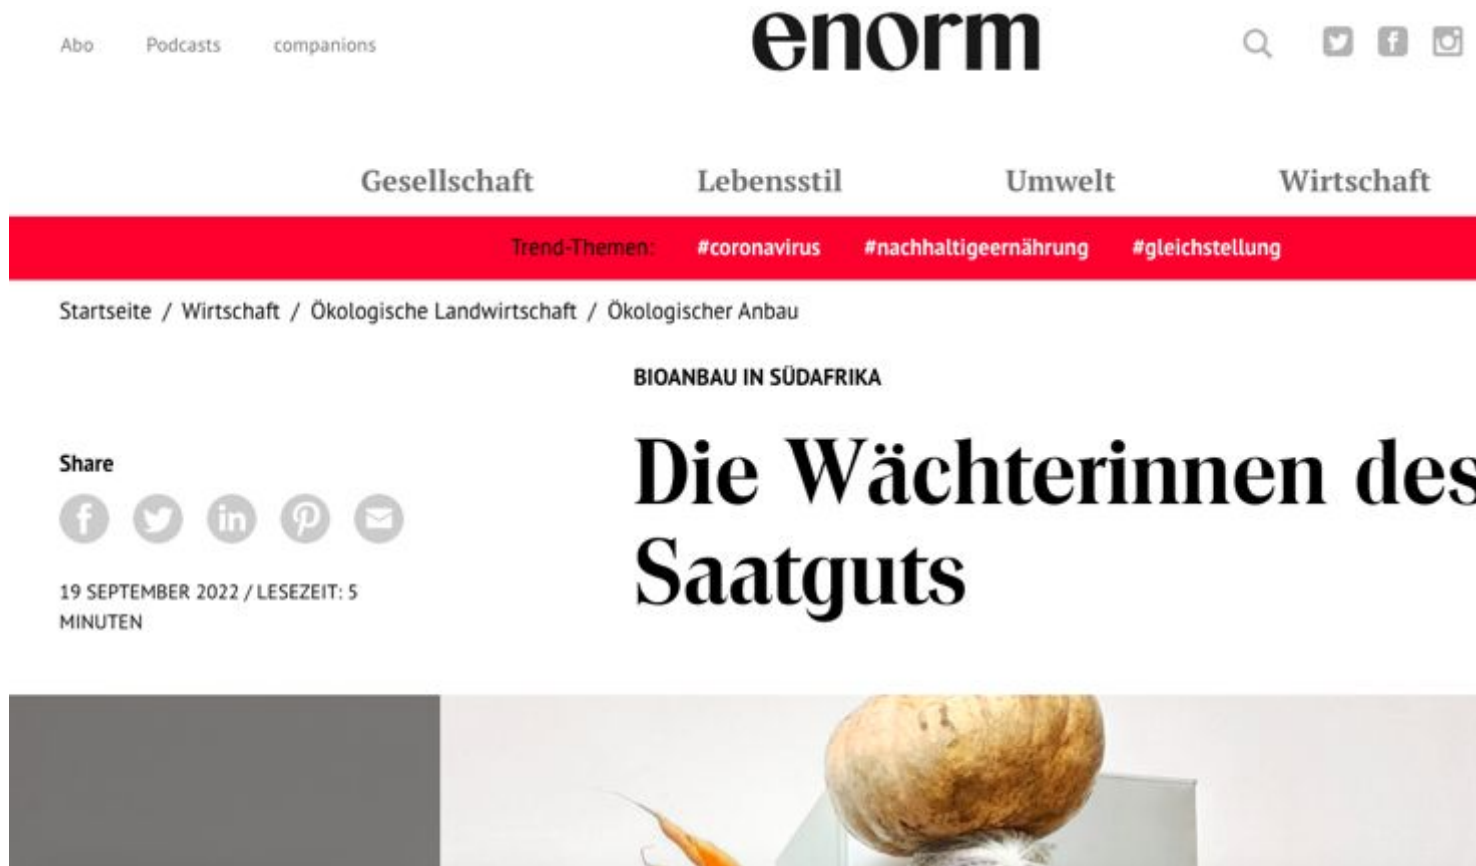 Abo Podcasts companions
enorm
Gesellschaft Lebensstil Umwelt Wirtschaft
Trend-Themen: #coronavirus #nachhaltigeernährung #gleichstellung
Startseite / Wirtschaft / Ökologische Landwirtschaft / Ökologischer Anbau
BIOANBAU IN SÜDAFRIKA
Die Wächterinnen des
Saatguts
Share
19 SEPTEMBER 2022 / LESEZEIT: 5
MINUTEN